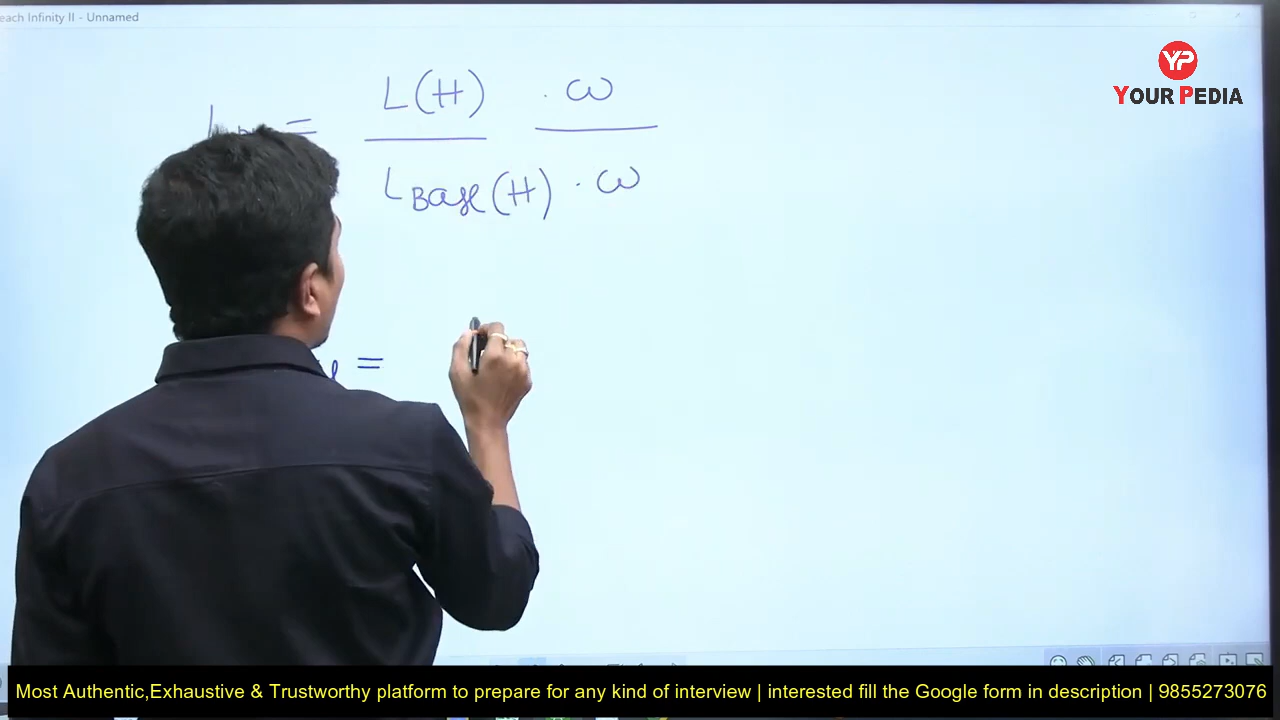 each Infinity II - Unnamed
YP
YOUR PEDIA
= L(H) · ω
L Base (H) · ω
=
Most Authentic,Exhaustive & Trustworthy platform to prepare for any kind of interview | interested fill the Google form in description | 9855273076